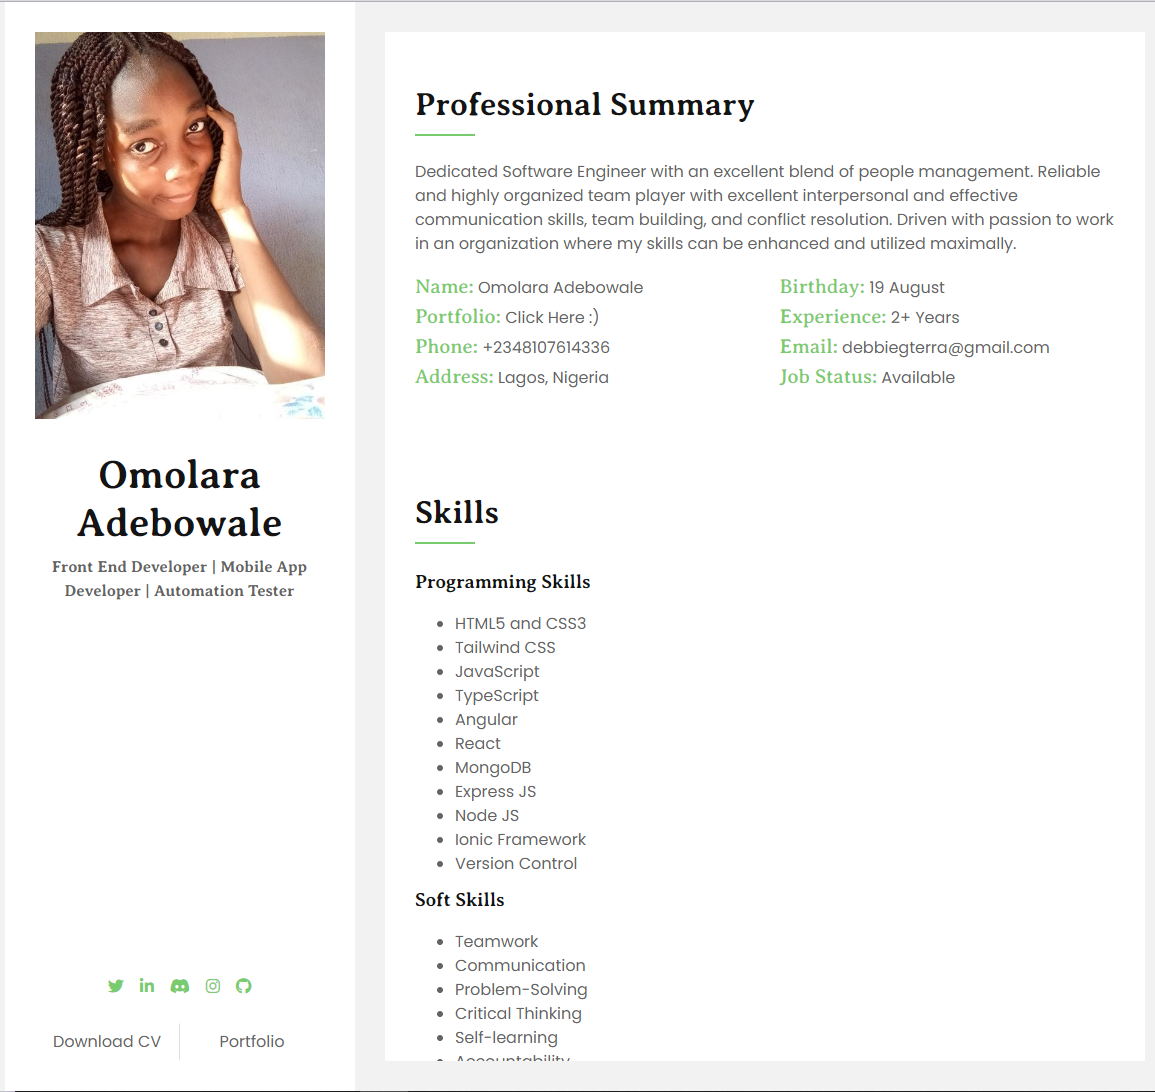 Omolara
Adebowale
Front End Developer | Mobile App
Developer | Automation Tester
Download CV
Portfolio
Professional Summary
Dedicated Software Engineer with an excellent blend of people management. Reliable
and highly organized team player with excellent interpersonal and effective
communication skills, team building, and conflict resolution. Driven with passion to work
in an organization where my skills can be enhanced and utilized maximally.
Name: Omolara Adebowale
Birthday: 19 August
Portfolio: Click Here :)
Experience: 2+ Years
Phone: +2348107614336
Email: debbiegterra@gmail.com
Address: Lagos, Nigeria
Job Status: Available
Skills
Programming Skills
HTML5 and CSS3
Tailwind CSS
JavaScript
TypeScript
Angular
React
MongoDB
Express JS
Node JS
Ionic Framework
Version Control
Soft Skills
Teamwork
Communication
Problem-Solving
Critical Thinking
Self-learning
Accountability